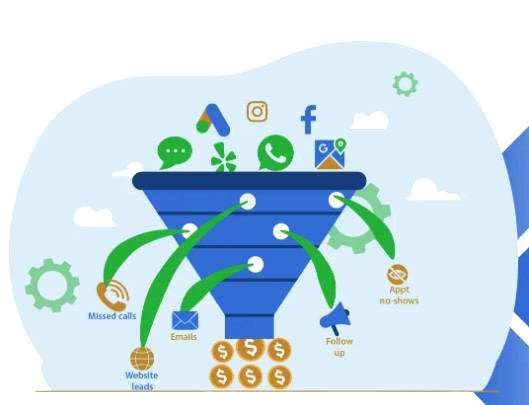 G
Appt
no-shows
Missed calls
Emails
Follow
up
Website
leads
$ $ $
$ $ $